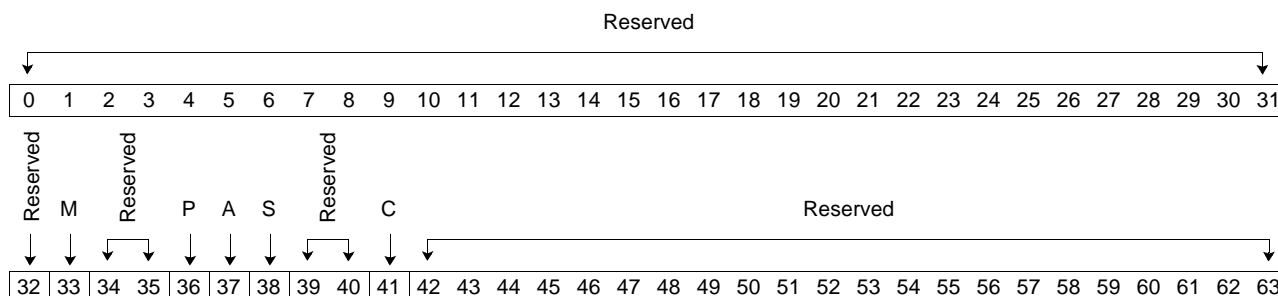 Reserved
0 1 2 3 4 5 6 7 8 9 10 11 12 13 14 15 16 17 18 19 20 21 22 23 24 25 26 27 28 29 30 31
Reserved M Reserved P A S Reserved C Reserved
32 33 34 35 36 37 38 39 40 41 42 43 44 45 46 47 48 49 50 51 52 53 54 55 56 57 58 59 60 61 62 63